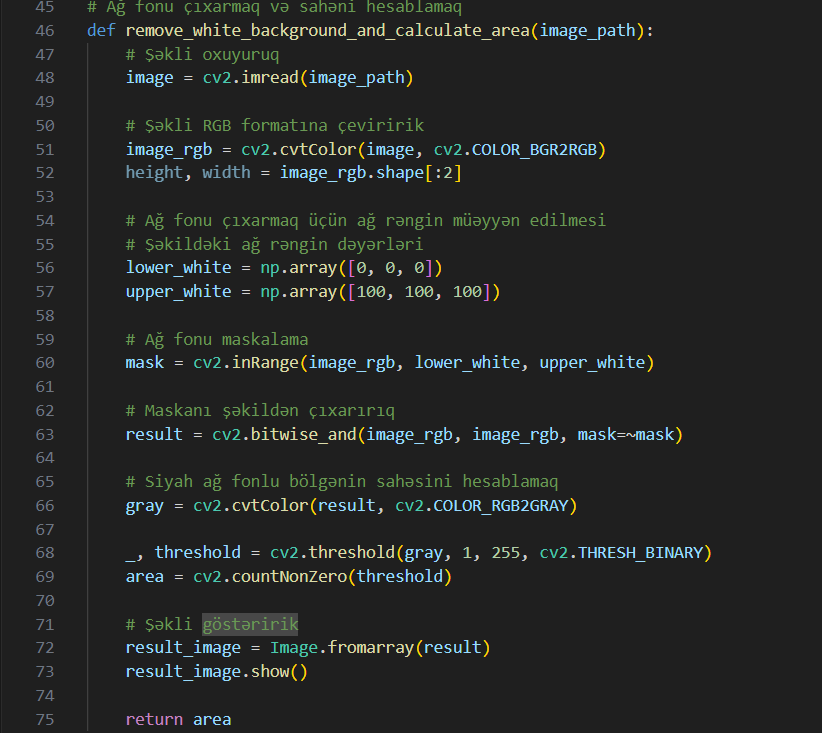 45 # Ağ fonu çıxarmaq və sahəni hesablamaq
46 def remove_white_background_and_calculate_area(image_path):
47 # Şəkli oxuyuruq
48 image = cv2.imread(image_path)
49
50 # Şəkli RGB formatına çeviririk
51 image_rgb = cv2.cvtColor(image, cv2.COLOR_BGR2RGB)
52 height, width = image_rgb.shape[:2]
53
54 # Ağ fonu çıxarmaq üçün ağ rəngin müəyyən edilmesi
55 # Şəkildəki ağ rəngin dəyərləri
56 lower_white = np.array([0, 0, 0])
57 upper_white = np.array([100, 100, 100])
58
59 # Ağ fonu maskalama
60 mask = cv2.inRange(image_rgb, lower_white, upper_white)
61
62 # Maskanı şəkildən çıxarırıq
63 result = cv2.bitwise_and(image_rgb, image_rgb, mask=~mask)
64
65 # Siyah ağ fonlu bölgənin sahəsini hesablamaq
66 gray = cv2.cvtColor(result, cv2.COLOR_RGB2GRAY)
67
68 _, threshold = cv2.threshold(gray, 1, 255, cv2.THRESH_BINARY)
69 area = cv2.countNonZero(threshold)
70
71 # Şəkli göstəririk
72 result_image = Image.fromarray(result)
73 result_image.show()
74
75 return area